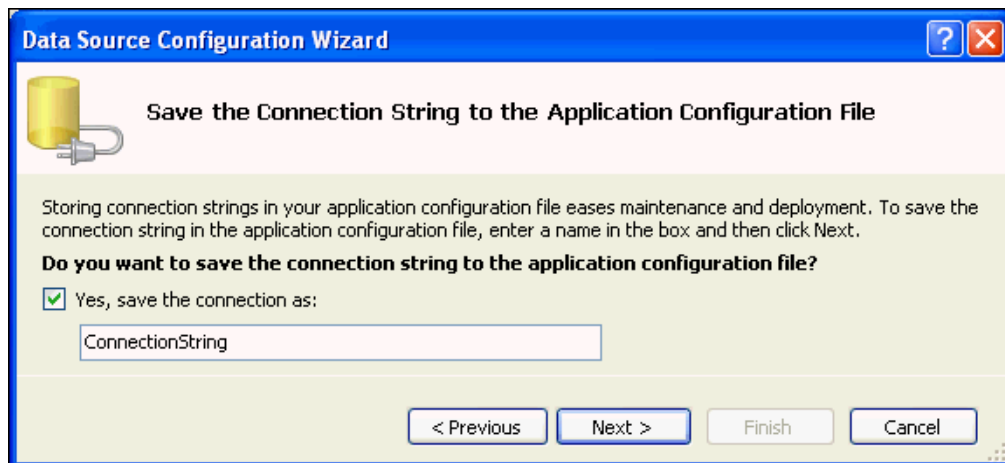 Data Source Configuration Wizard
?
Save the Connection String to the Application Configuration File
Storing connection strings in your application configuration file eases maintenance and deployment. To save the
connection string in the application configuration file, enter a name in the box and then click Next.
Do you want to save the connection string to the application configuration file?
Yes, save the connection as:
ConnectionString
< Previous Next > Finish Cancel